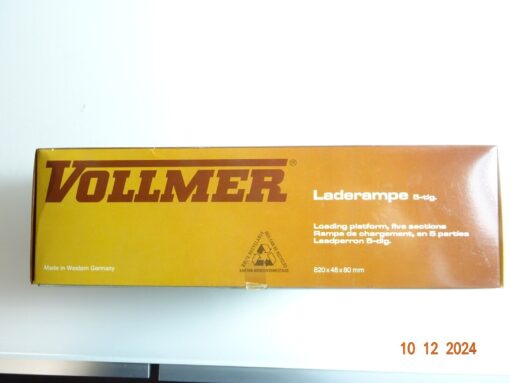 VOLLMER®
Laderampe 5-tlg.
Loading platform, five sections
Rampe de chargement, en 5 parties
Laadperron 5-dlg.
Made in Western Germany
820 x 48 x 80 mm
10 12 2024